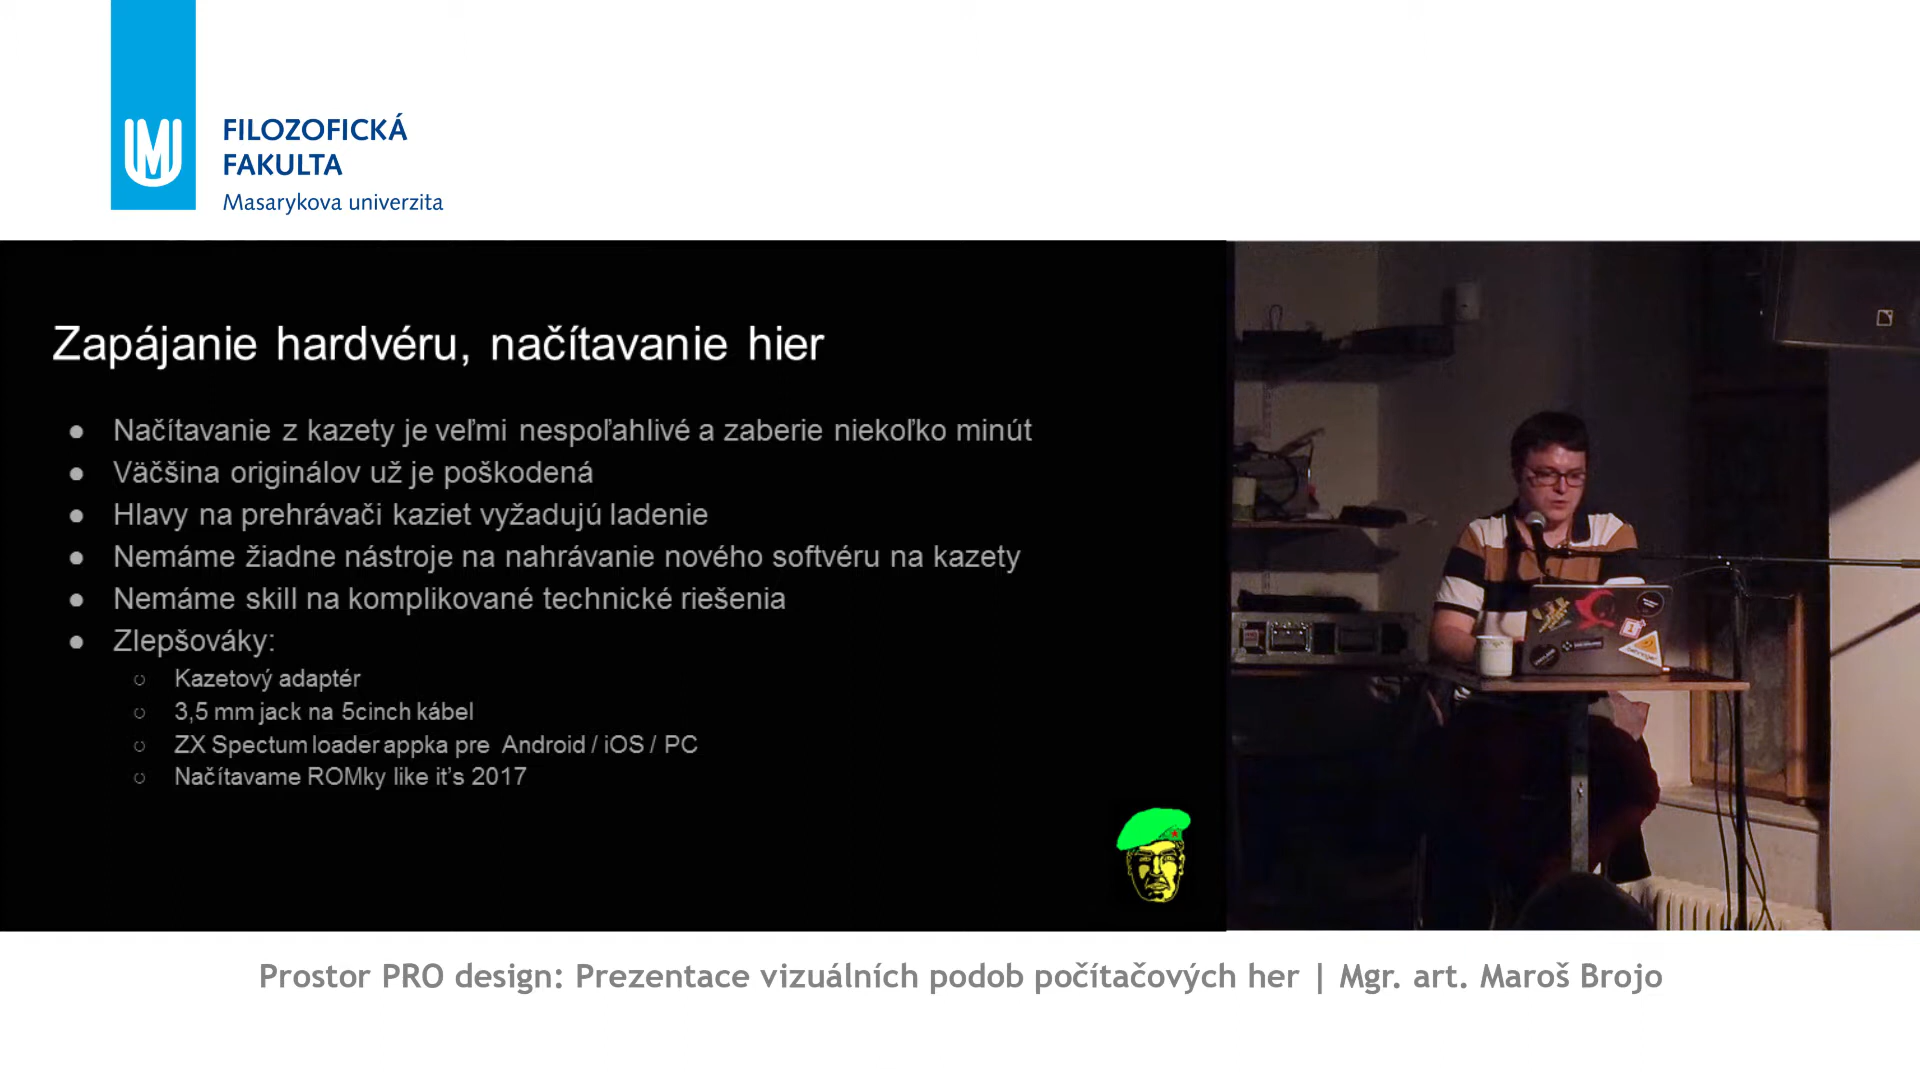 FILOZOFICKÁ
FAKULTA
Masarykova univerzita
Zapájanie hardvéru, načítavanie hier
● Načítavanie z kazety je veľmi nespoľahlivé a zaberie niekoľko minút
● Väčšina originálov už je poškodená
● Hlavy na prehrávači kaziet vyžadujú ladenie
● Nemáme žiadne nástroje na nahrávanie nového softvéru na kazety
● Nemáme skill na komplikované technické riešenia
● Zlepšováky:
○ Kazetový adaptér
○ 3,5 mm jack na 5cinch kábel
○ ZX Spectum loader appka pre Android / iOS / PC
○ Načítavame ROMky like it's 2017
Prostor PRO design: Prezentace vizuálních podob počítačových her | Mgr. art. Maroš Brojo